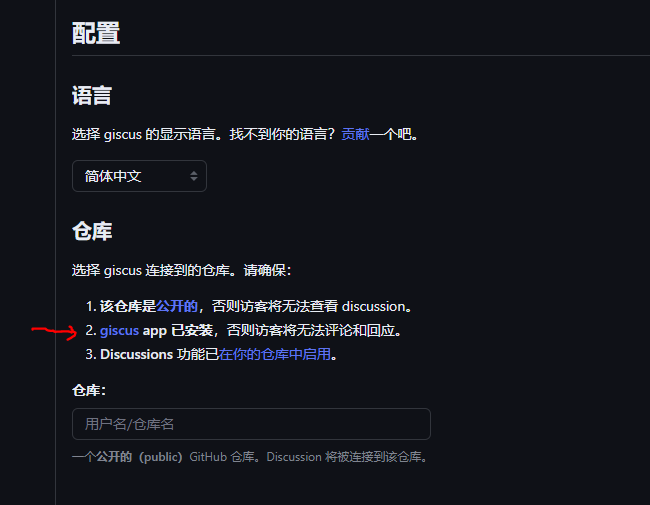 配置
语言
选择 giscus 的显示语言。找不到你的语言？贡献一个吧。
简体中文
仓库
选择 giscus 连接到的仓库。请确保：
1. 该仓库是公开的，否则访客将无法查看 discussion。
2. giscus app 已安装，否则访客将无法评论和回应。
3. Discussions 功能已在你的仓库中启用。
仓库：
用户名/仓库名
一个公开的（public）GitHub 仓库。Discussion 将被连接到该仓库。